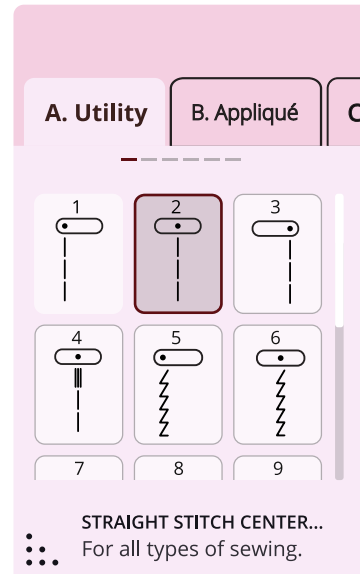 A. Utility B. Appliqué
1 2 3
4 5 6
7 8 9
STRAIGHT STITCH CENTER...
For all types of sewing.